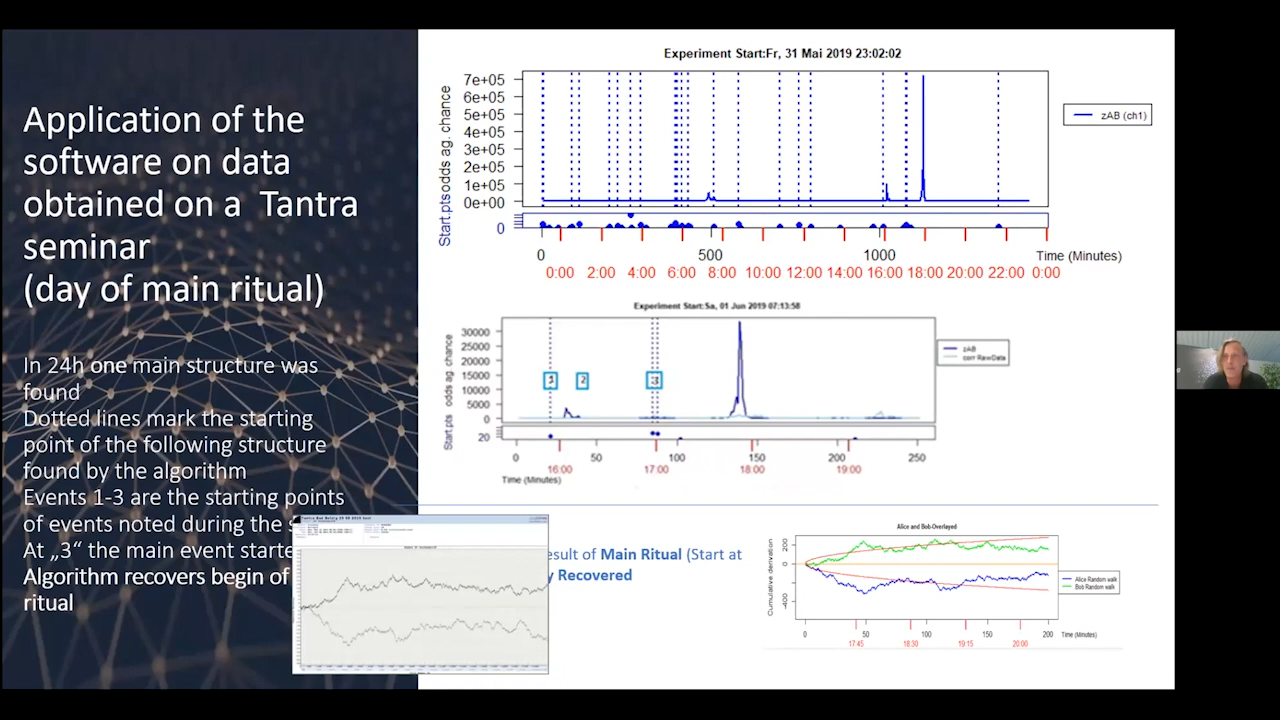 Application of the
software on data
obtained on a Tantra
seminar
(day of main ritual)
In 24h one main structure was
found
Dotted lines mark the starting
point of the following structure
found by the algorithm
Events 1-3 are the starting points
of events noted during the s
At „3“ the main event starte
Algorithm recovers begin of
ritual
Experiment Start:Fr, 31 Mai 2019 23:02:02
odds ag. chance
Start.pts
7e+05
6e+05
5e+05
4e+05
3e+05
2e+05
1e+05
0e+00
0
zAB (ch1)
0 500 1000 Time (Minutes)
0:00 2:00 4:00 6:00 8:00 10:00 12:00 14:00 16:00 18:00 20:00 22:00 0:00
Experiment Start:Sa, 01 Jun 2019 07:13:58
odds ag. chance
Start.pts
30000
25000
20000
15000
10000
5000
0
20
1 2 3
zAB
corr RawData
0 50 100 150 200 250
16:00 17:00 18:00 19:00
Time (Minutes)
esult of Main Ritual (Start at
y Recovered
Alice and Bob-Overlayed
Cumulative derivation
200
0
-400
Alice Random walk
Bob Random walk
0 50 100 150 200 Time (Minutes)
17:45 18:30 19:15 20:00